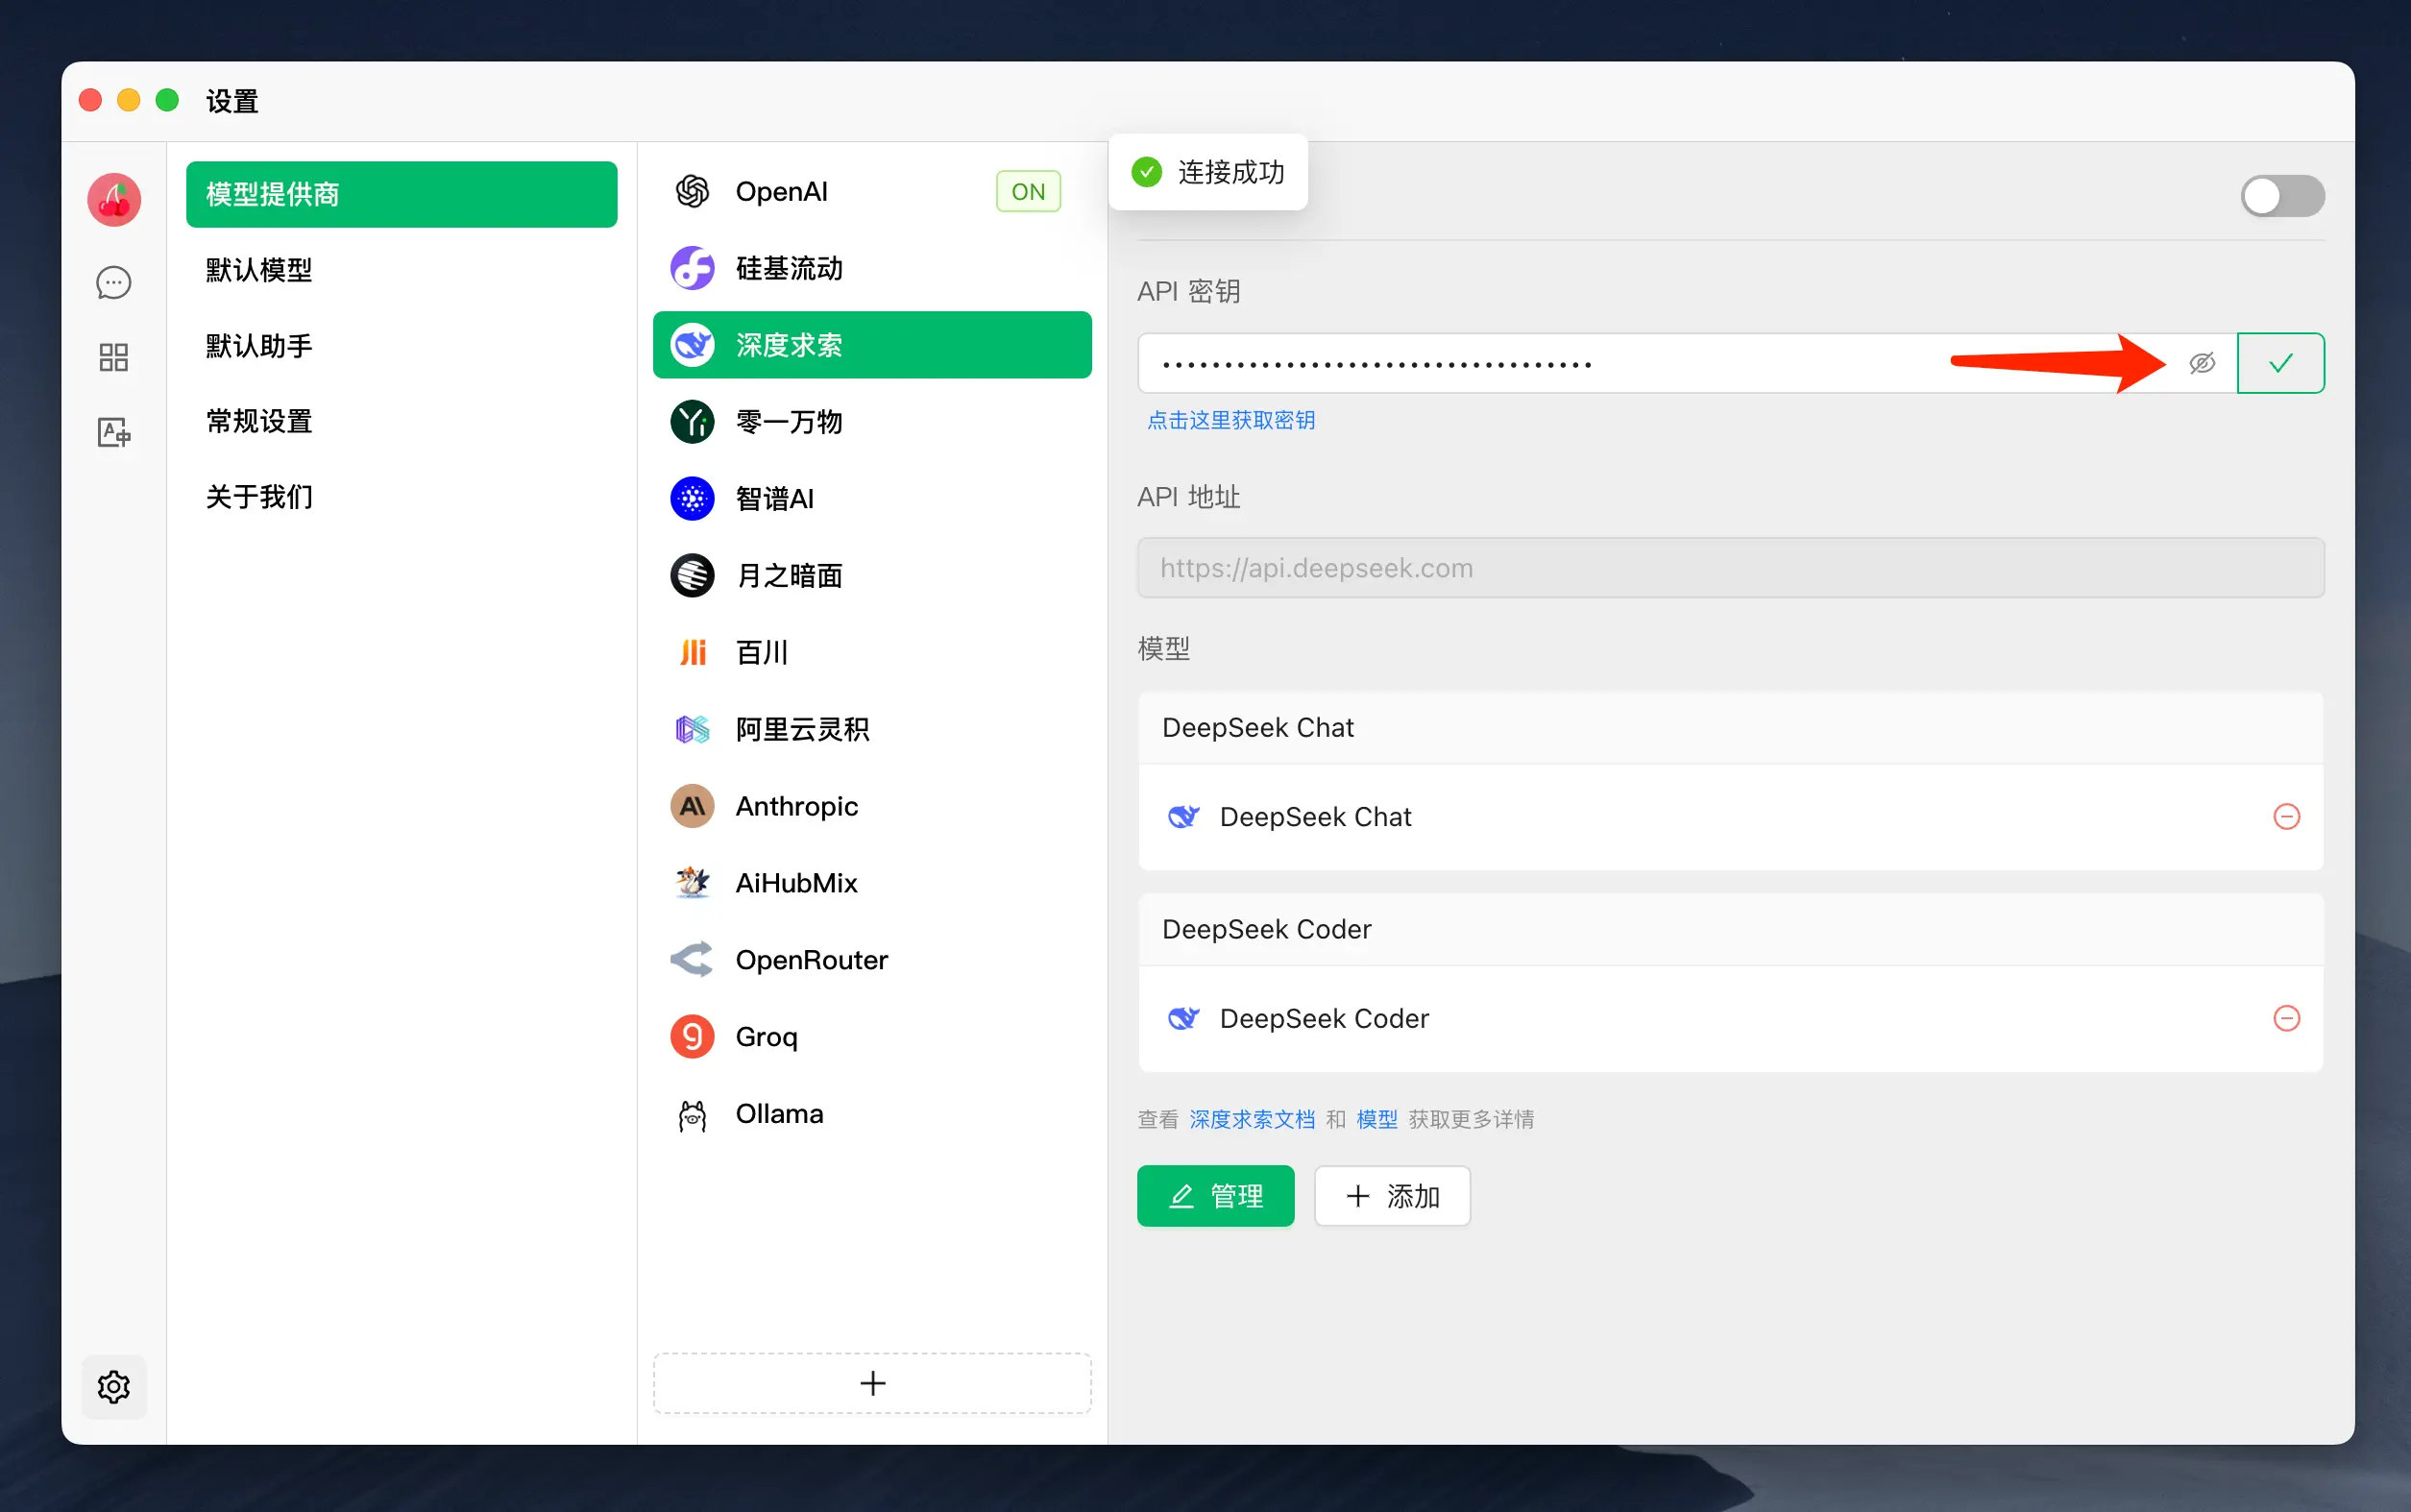 设置
模型提供商
默认模型
默认助手
常规设置
关于我们
OpenAI
ON
硅基流动
深度求索
零一万物
智谱AI
月之暗面
百川
阿里云灵积
Anthropic
AiHubMix
OpenRouter
Groq
Ollama
连接成功
API 密钥
点击这里获取密钥
API 地址
https://api.deepseek.com
模型
DeepSeek Chat
DeepSeek Chat
DeepSeek Coder
DeepSeek Coder
查看 深度求索文档 和 模型 获取更多详情
管理
添加